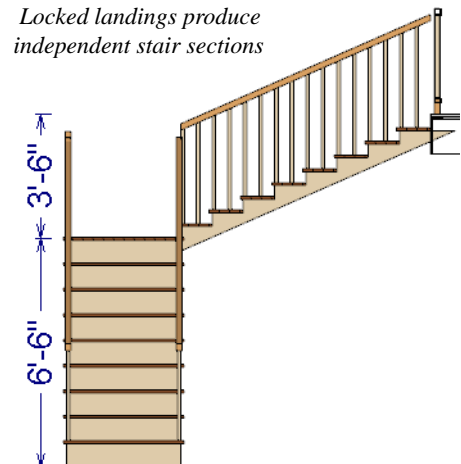 Locked landings produce
independent stair sections
3'-6"
6'-6"